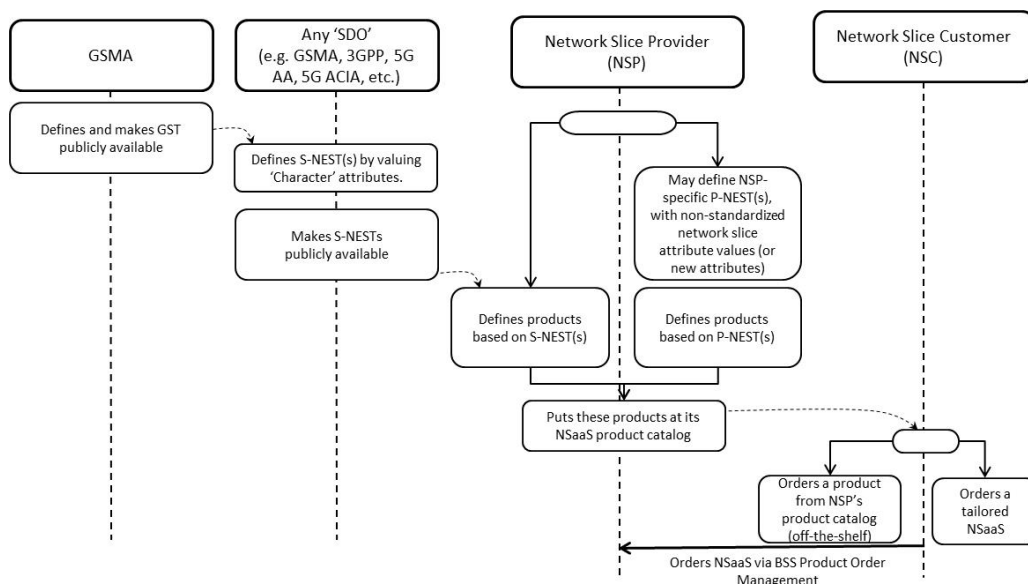 GSMA
Any ‘SDO’
(e.g. GSMA, 3GPP, 5G
AA, 5G ACIA, etc.)
Network Slice Provider
(NSP)
Network Slice Customer
(NSC)
Defines and makes GST
publicly available
Defines S-NEST(s) by valuing
‘Character’ attributes.
May define NSP-
specific P-NEST(s),
with non-standardized
network slice
attribute values (or
new attributes)
Makes S-NESTs
publicly available
Defines products
based on S-NEST(s)
Defines products
based on P-NEST(s)
Puts these products at its
NSaaS product catalog
Orders a product
from NSP’s
product catalog
(off-the-shelf)
Orders a
tailored
NSaaS
Orders NSaaS via BSS Product Order
Management